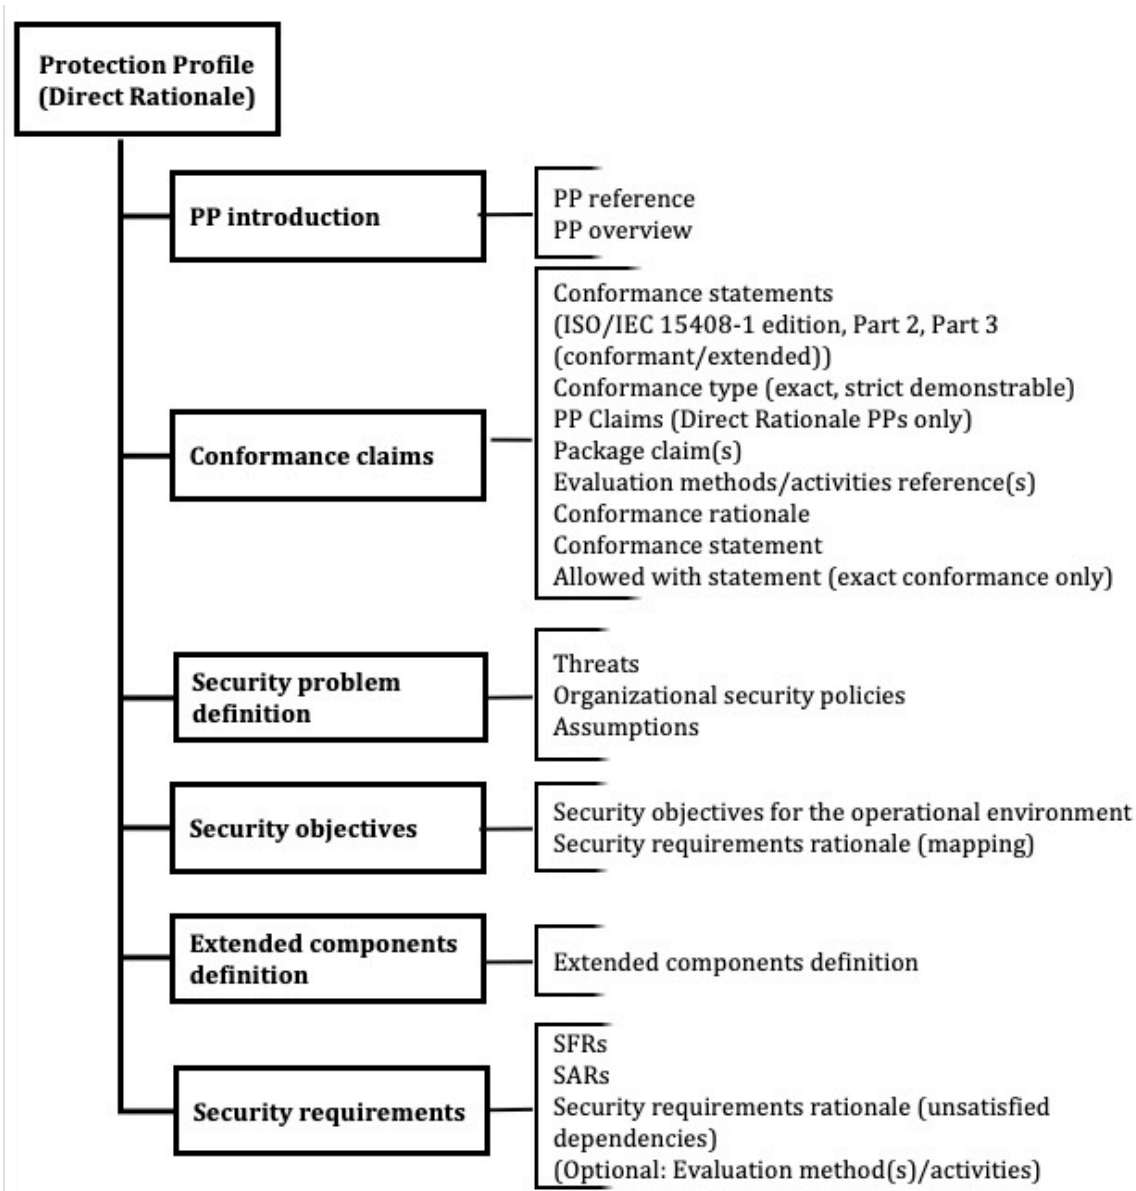 Protection Profile
(Direct Rationale)
PP introduction
PP reference
PP overview
Conformance claims
Conformance statements
(ISO/IEC 15408-1 edition, Part 2, Part 3
(conformant/extended))
Conformance type (exact, strict demonstrable)
PP Claims (Direct Rationale PPs only)
Package claim(s)
Evaluation methods/activities reference(s)
Conformance rationale
Conformance statement
Allowed with statement (exact conformance only)
Security problem
definition
Threats
Organizational security policies
Assumptions
Security objectives
Security objectives for the operational environment
Security requirements rationale (mapping)
Extended components
definition
Extended components definition
Security requirements
SFRs
SARs
Security requirements rationale (unsatisfied
dependencies)
(Optional: Evaluation method(s)/activities)